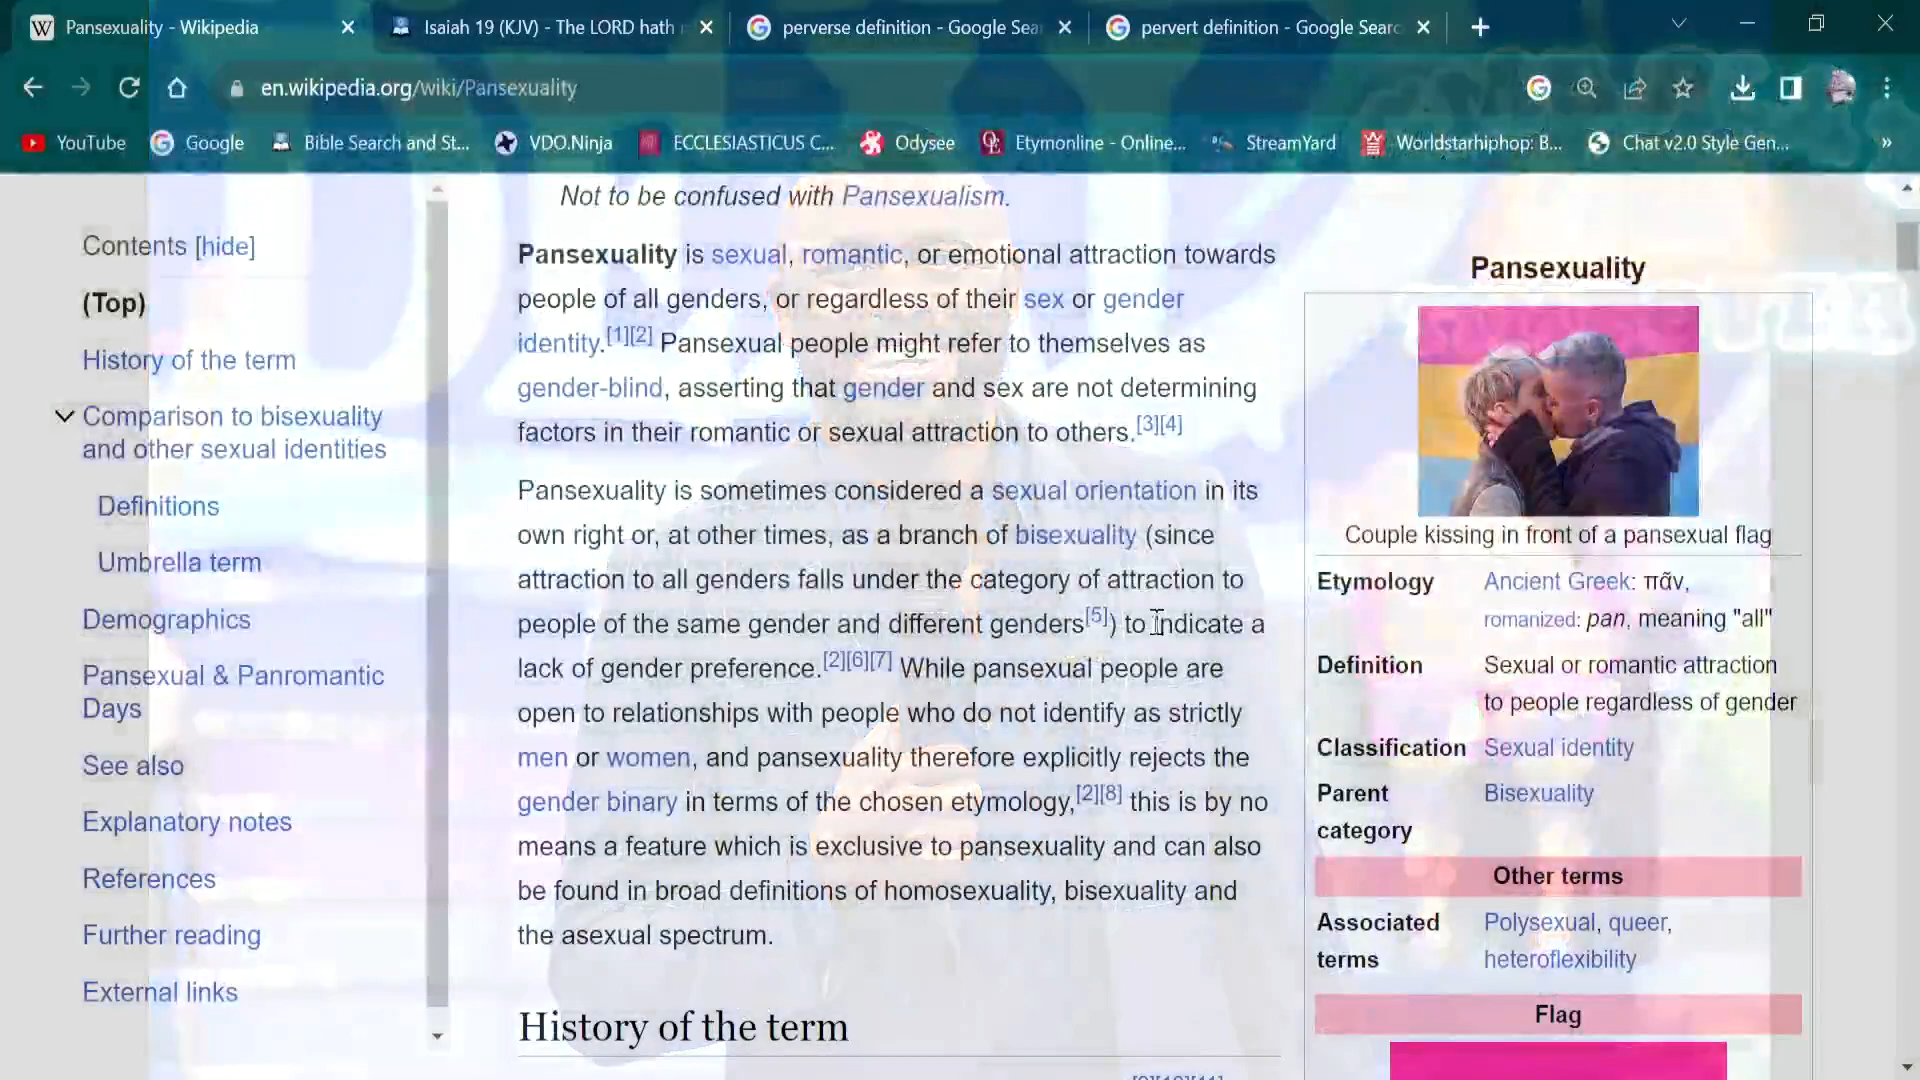 Pansexuality - Wikipedia
Isaiah 19 (KJV) - The LORD hath
perverse definition - Google Sea
pervert definition - Google Searc
en.wikipedia.org/wiki/Pansexuality
YouTube
Google
Bible Search and St...
VDO.Ninja
ECCLESIASTICUS C...
Odysee
Etymonline - Online...
StreamYard
Worldstarhiphop: B...
Chat v2.0 Style Gen...
»
Contents [hide]
(Top)
History of the term
Comparison to bisexuality
and other sexual identities
Definitions
Umbrella term
Demographics
Pansexual & Panromantic
Days
See also
Explanatory notes
References
Further reading
External links
Not to be confused with Pansexualism.
Pansexuality is sexual, romantic, or emotional attraction towards
people of all genders, or regardless of their sex or gender
identity.[1][2] Pansexual people might refer to themselves as
gender-blind, asserting that gender and sex are not determining
factors in their romantic or sexual attraction to others.[3][4]
Pansexuality is sometimes considered a sexual orientation in its
own right or, at other times, as a branch of bisexuality (since
attraction to all genders falls under the category of attraction to
people of the same gender and different genders[5]) to indicate a
lack of gender preference.[2][6][7] While pansexual people are
open to relationships with people who do not identify as strictly
men or women, and pansexuality therefore explicitly rejects the
gender binary in terms of the chosen etymology,[2][8] this is by no
means a feature which is exclusive to pansexuality and can also
be found in broad definitions of homosexuality, bisexuality and
the asexual spectrum.
History of the term
Pansexuality
Couple kissing in front of a pansexual flag
Etymology Ancient Greek: πᾶν,
romanized: pan, meaning "all"
Definition Sexual or romantic attraction
to people regardless of gender
Classification Sexual identity
Parent Bisexuality
category
Other terms
Associated Polysexual, queer,
terms heteroflexibility
Flag